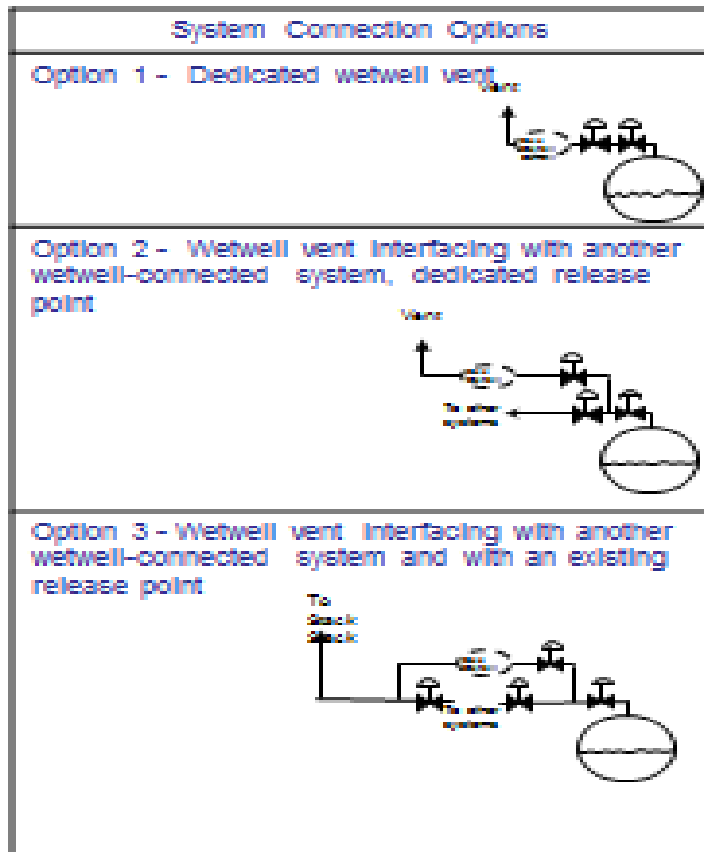 System Connection Options
Option 1 - Dedicated wetwell vent
Vent
Option 2 - Wetwell vent interfacing with another
wetwell-connected system, dedicated release
point
Vent
To other
systems
Option 3 - Wetwell vent interfacing with another
wetwell-connected system and with an existing
release point
To
Stack
Stack
To other
systems